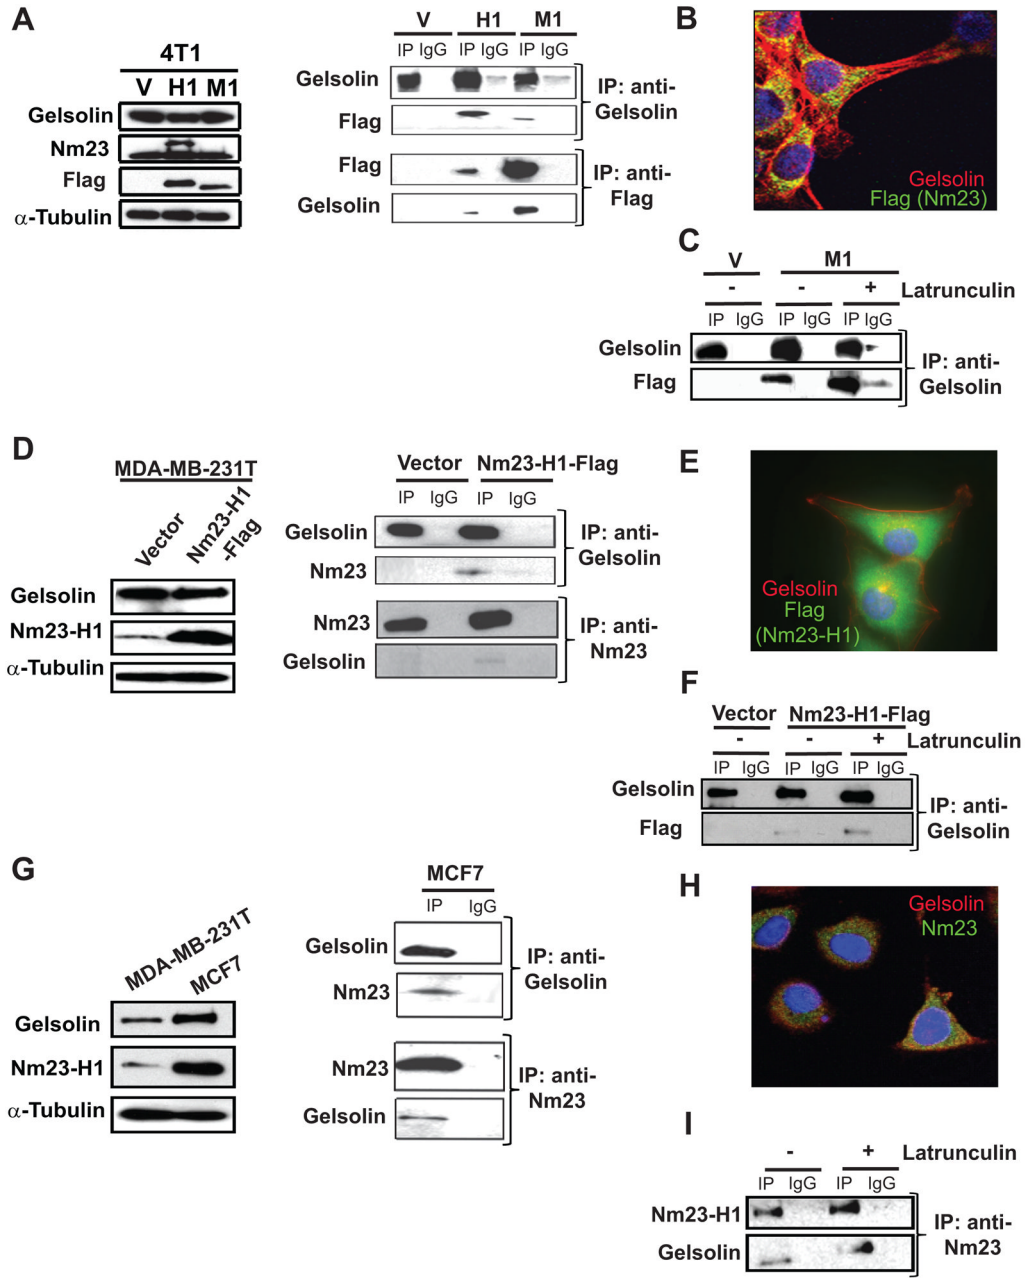 A
4T1
V H1 M1
Gelsolin
Nm23
Flag
α-Tubulin
V H1 M1
IP IgG IP IgG IP IgG
Gelsolin
Flag
IP: anti-
Gelsolin
Flag
Gelsolin
IP: anti-
Flag
B
Gelsolin
Flag (Nm23)
C
V M1
- - + Latrunculin
IP IgG IP IgG IP IgG
Gelsolin
Flag
IP: anti-
Gelsolin
D
MDA-MB-231T
Vector
Nm23-H1
-Flag
Gelsolin
Nm23-H1
α-Tubulin
Vector Nm23-H1-Flag
IP IgG IP IgG
Gelsolin
Nm23
IP: anti-
Gelsolin
Nm23
Gelsolin
IP: anti-
Nm23
E
Gelsolin
Flag
(Nm23-H1)
F
Vector Nm23-H1-Flag
- - + Latrunculin
IP IgG IP IgG IP IgG
Gelsolin
Flag
IP: anti-
Gelsolin
G
MDA-MB-231T
MCF7
Gelsolin
Nm23-H1
α-Tubulin
MCF7
IP IgG
Gelsolin
Nm23
IP: anti-
Gelsolin
Nm23
Gelsolin
IP: anti-
Nm23
H
Gelsolin
Nm23
I
- + Latrunculin
IP IgG IP IgG
Nm23-H1
Gelsolin
IP: anti-
Nm23